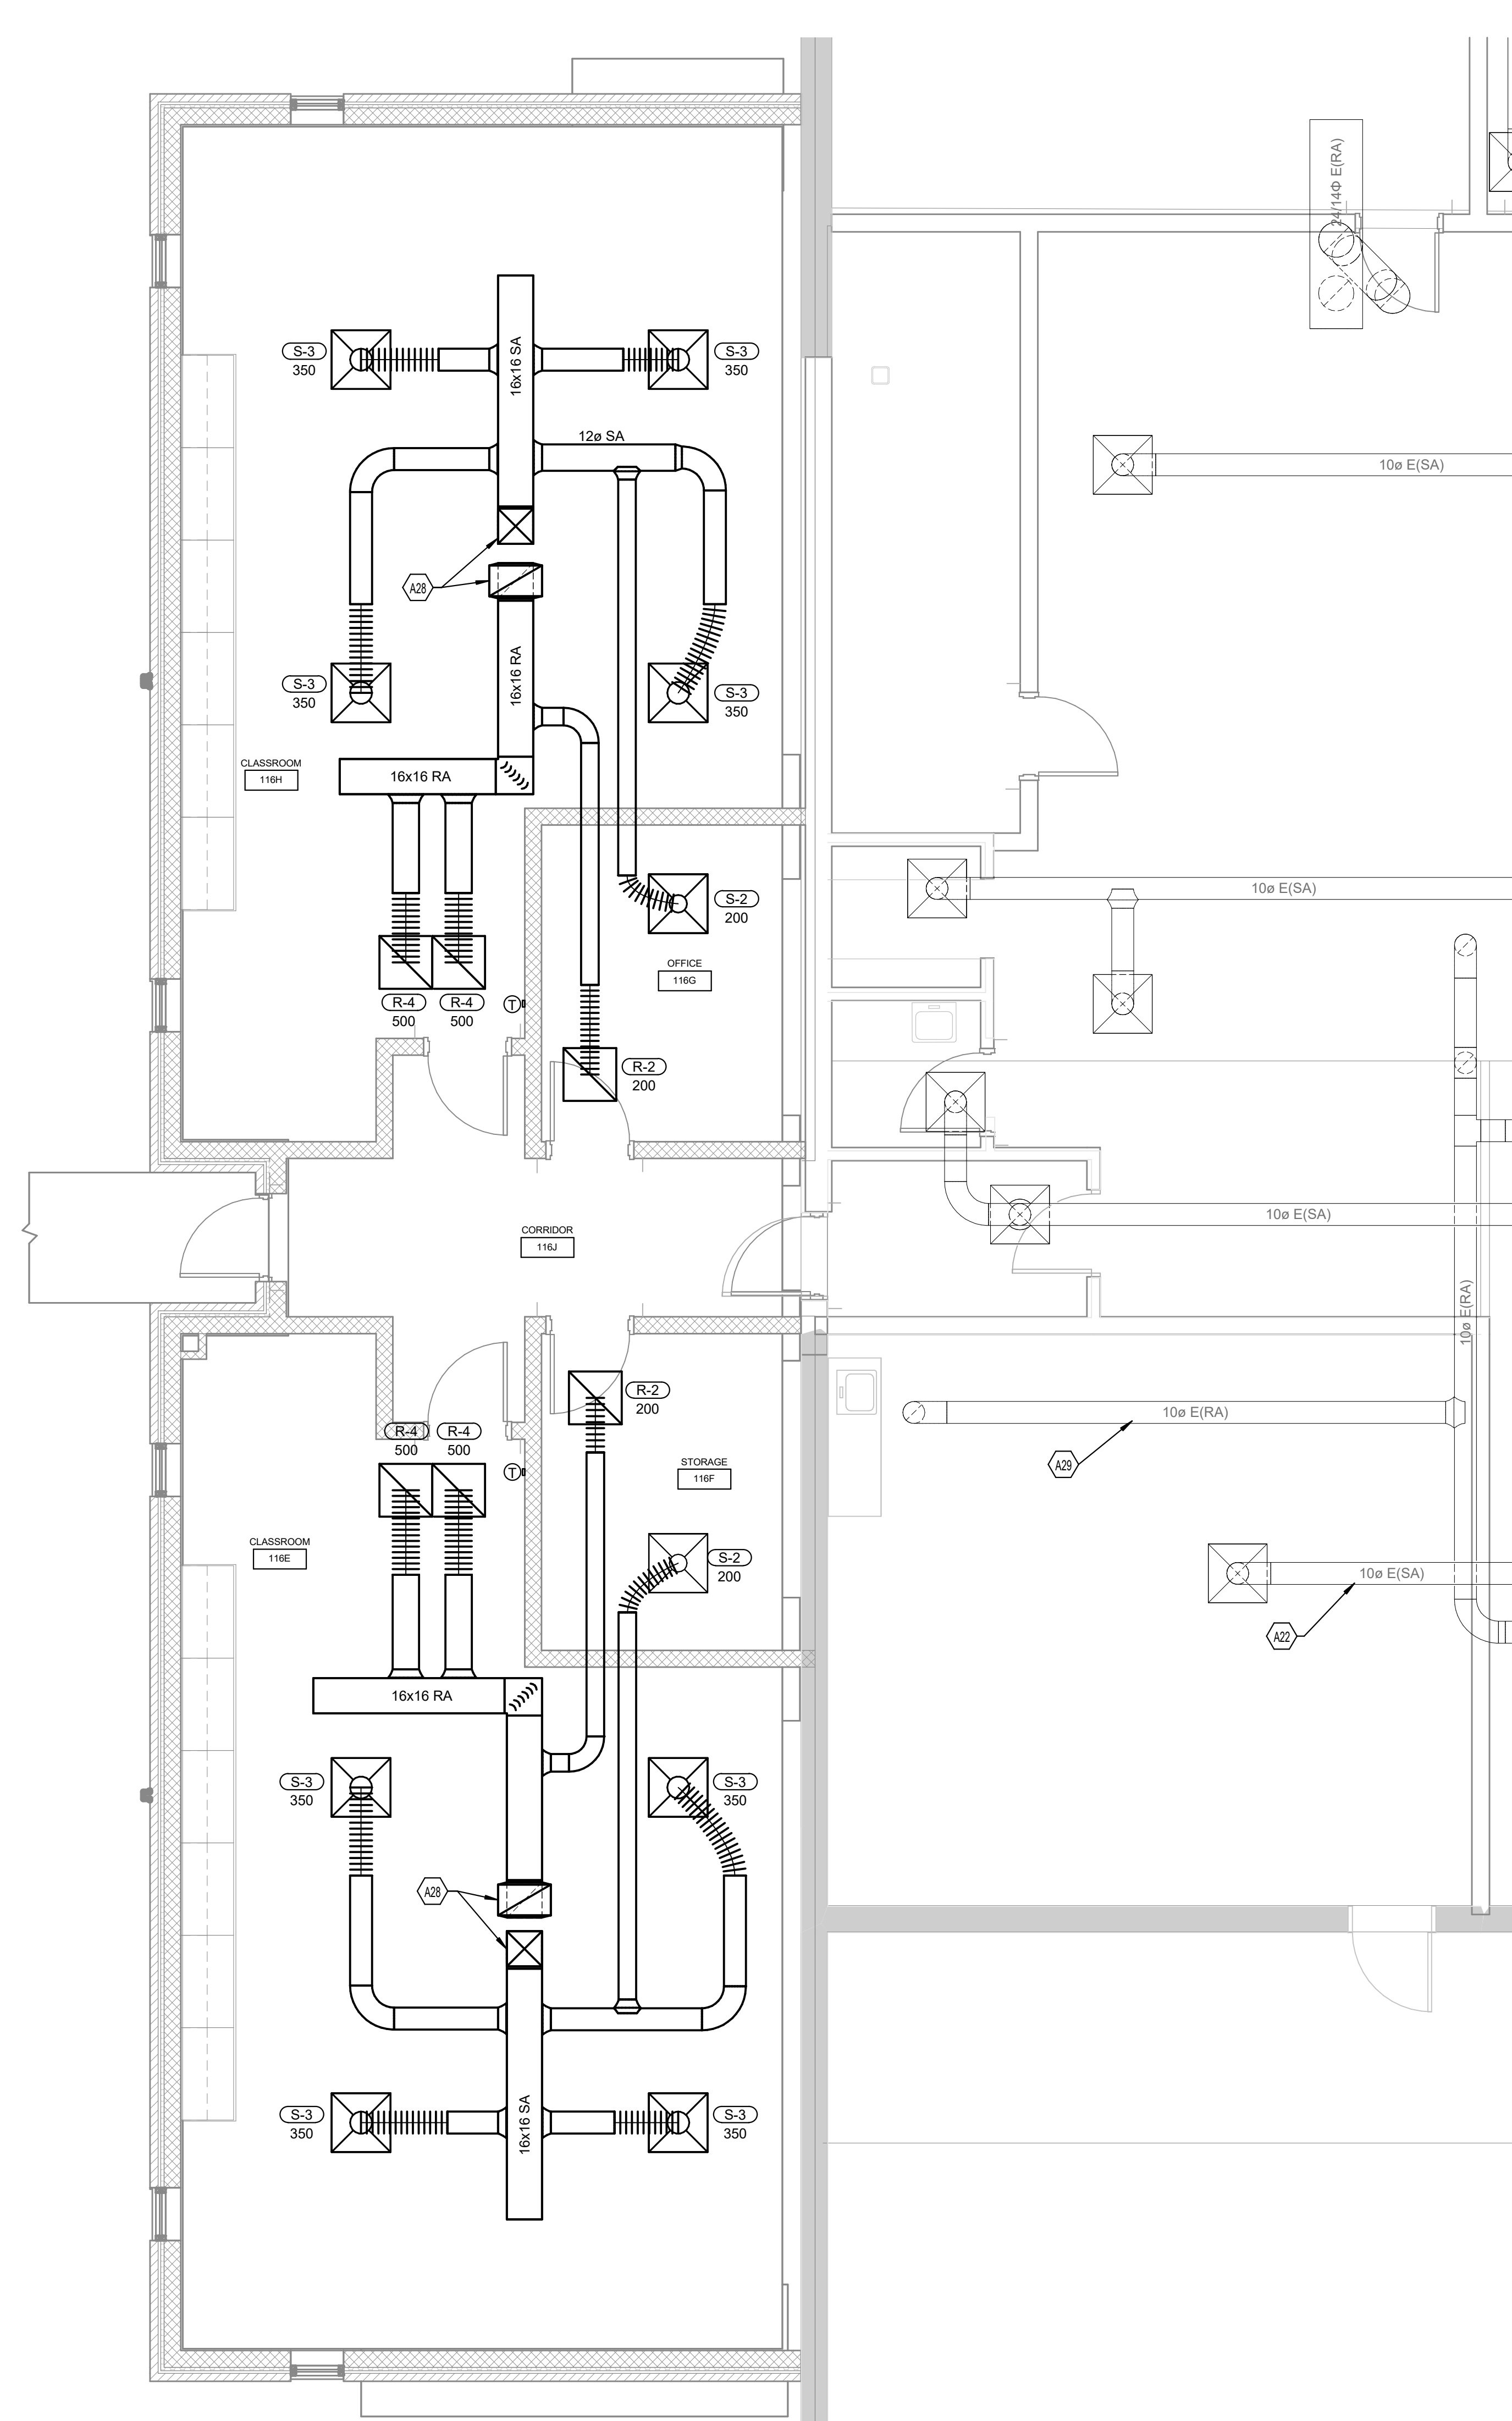 24/14Φ E(RA)
S-3
350
16x16 SA
S-3
350
12ø SA
10ø E(SA)
A28
S-3
350
16x16 RA
S-3
350
CLASSROOM
116H
16x16 RA
10ø E(SA)
S-2
200
OFFICE
116G
R-4
500
R-4
500
T
R-2
200
10ø E(SA)
CORRIDOR
116J
10ø E(RA)
R-2
200
10ø E(RA)
A29
R-4
500
R-4
500
T
STORAGE
116F
CLASSROOM
116E
S-2
200
10ø E(SA)
A22
16x16 RA
S-3
350
S-3
350
A28
S-3
350
16x16 SA
S-3
350